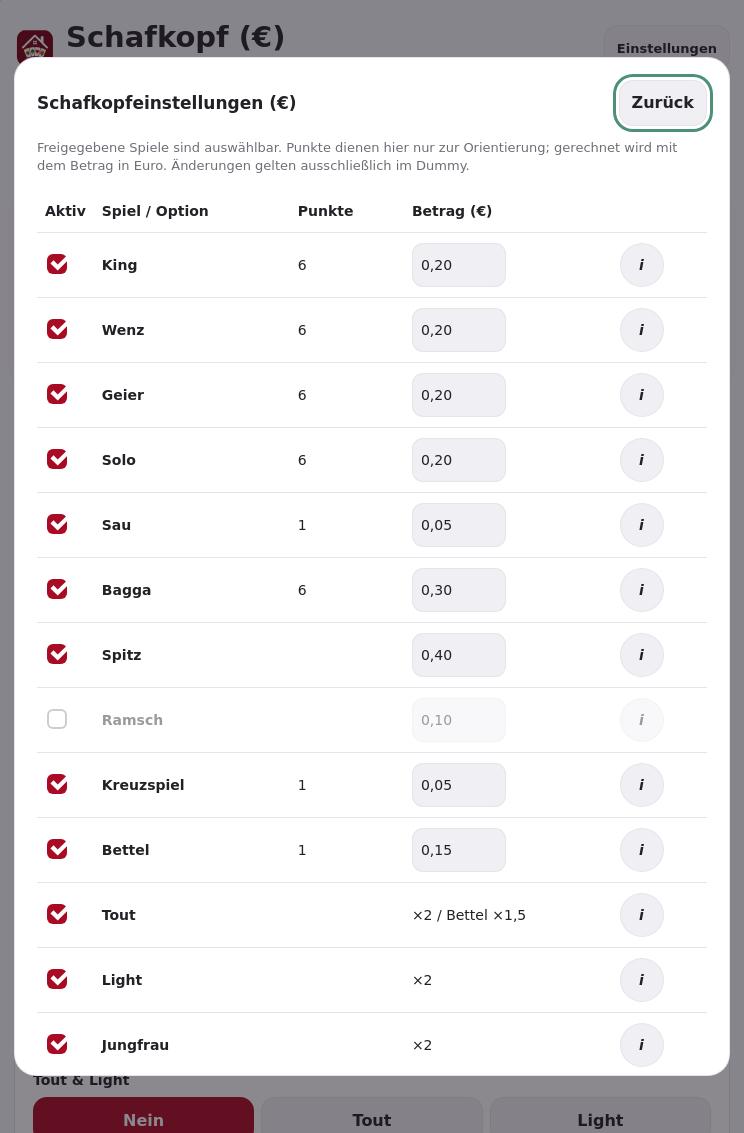 Schafkopf (€)
Einstellungen
Schafkopfeinstellungen (€)
Zurück
Freigegebene Spiele sind auswählbar. Punkte dienen hier nur zur Orientierung; gerechnet wird mit
dem Betrag in Euro. Änderungen gelten ausschließlich im Dummy.
Aktiv Spiel / Option Punkte Betrag (€)
King 6 0,20 i
Wenz 6 0,20 i
Geier 6 0,20 i
Solo 6 0,20 i
Sau 1 0,05 i
Bagga 6 0,30 i
Spitz 0,40 i
Ramsch 0,10 i
Kreuzspiel 1 0,05 i
Bettel 1 0,15 i
Tout ×2 / Bettel ×1,5 i
Light ×2 i
Jungfrau ×2 i
Tout & Light
Nein Tout Light